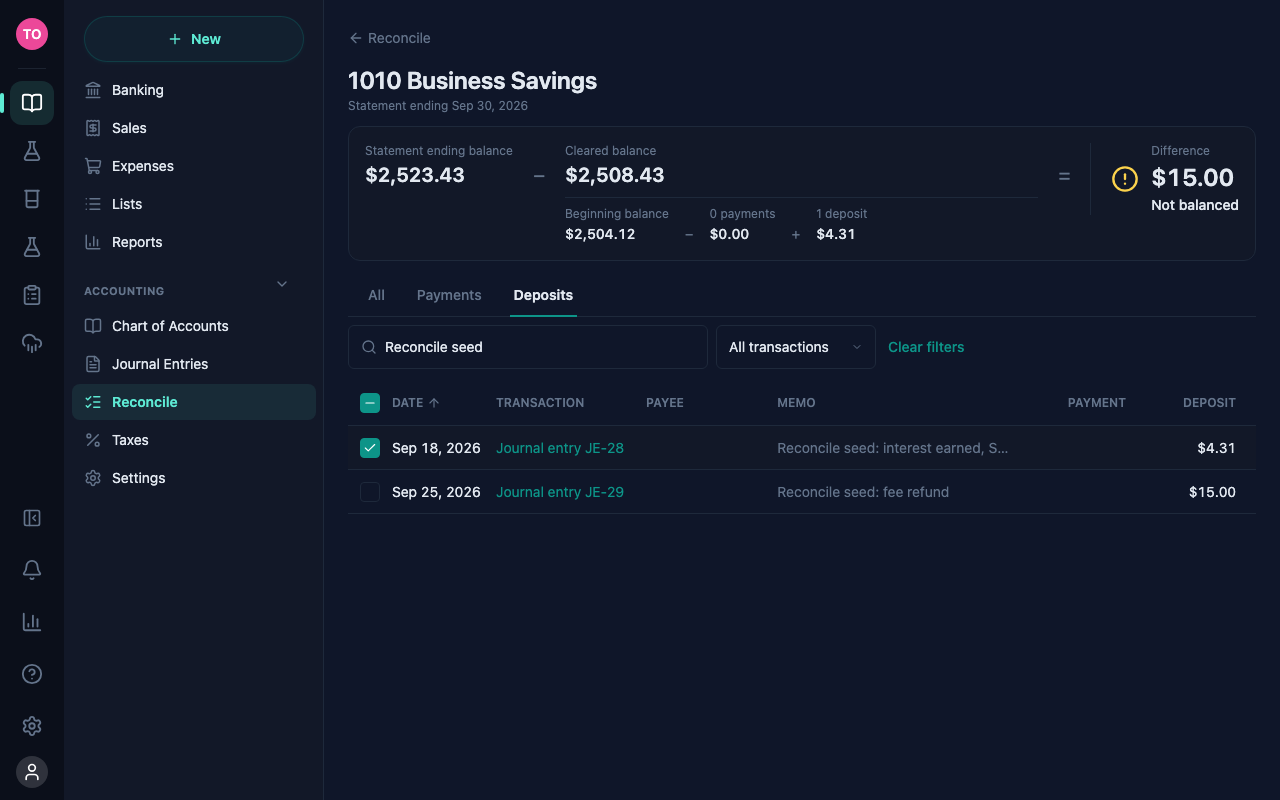 TO
New
Banking
Sales
Expenses
Lists
Reports
ACCOUNTING
Chart of Accounts
Journal Entries
Reconcile
Taxes
Settings
Reconcile
1010 Business Savings
Statement ending Sep 30, 2026
Statement ending balance
$2,523.43
–
Cleared balance
$2,508.43
Beginning balance
$2,504.12
–
0 payments
$0.00
+
1 deposit
$4.31
=
Difference
$15.00
Not balanced
All Payments Deposits
Reconcile seed All transactions Clear filters
DATE TRANSACTION PAYEE MEMO PAYMENT DEPOSIT
Sep 18, 2026 Journal entry JE-28 Reconcile seed: interest earned, S... $4.31
Sep 25, 2026 Journal entry JE-29 Reconcile seed: fee refund $15.00